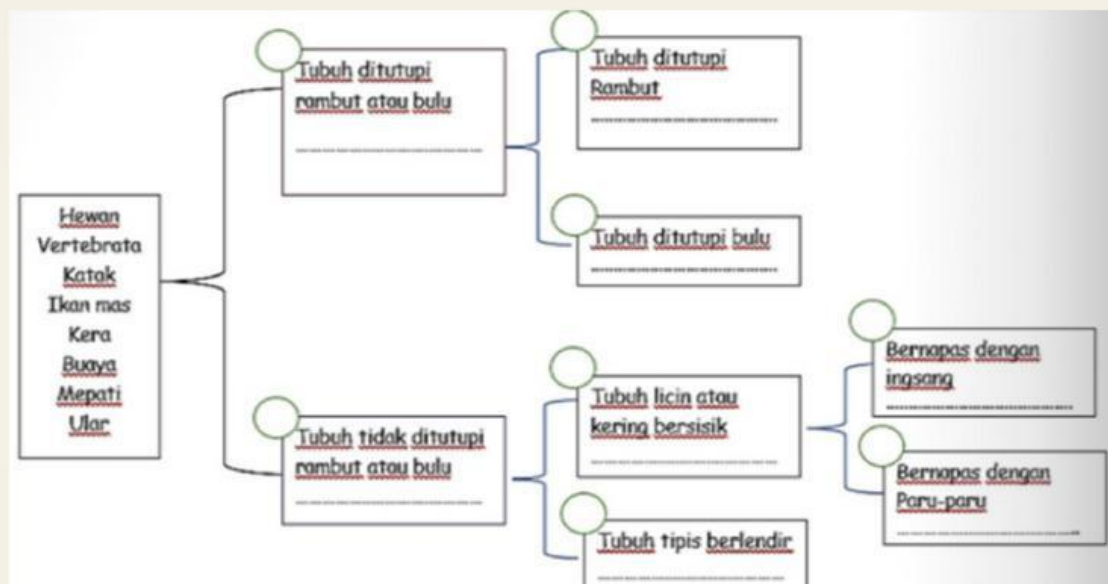 Hewan
Vertebrata
Katak
Ikan mas
Kera
Buaya
Mepati
Ular
Tubuh ditutupi
rambut atau bulu
Tubuh ditutupi
Rambut
Tubuh ditutupi bulu
Tubuh tidak ditutupi
rambut atau bulu
Tubuh licin atau
kering bersisik
Bernapas dengan
ingsang
Bernapas dengan
Paru-paru
Tubuh tipis berlendir